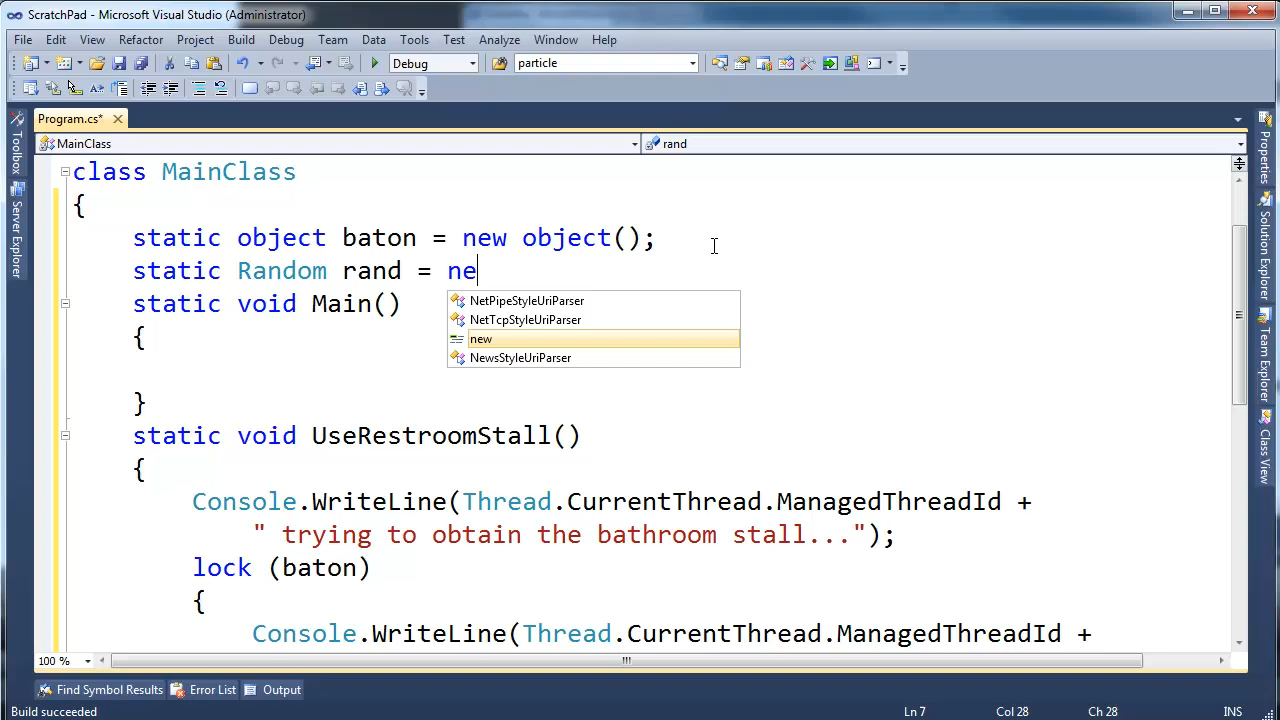 ScratchPad - Microsoft Visual Studio (Administrator)
File Edit View Refactor Project Build Debug Team Data Tools Test Analyze Window Help
Debug particle
Program.cs*
MainClass rand
class MainClass
{
static object baton = new object();
static Random rand = ne
NetPipeStyleUriParser
NetTcpStyleUriParser
new
NewsStyleUriParser
static void Main()
{
}
static void UseRestroomStall()
{
Console.WriteLine(Thread.CurrentThread.ManagedThreadId +
" trying to obtain the bathroom stall...");
lock (baton)
{
Console.WriteLine(Thread.CurrentThread.ManagedThreadId +
100 %
Toolbox
Server Explorer
Properties
Solution Explorer
Team Explorer
Class View
Find Symbol Results Error List Output
Build succeeded Ln 7 Col 28 Ch 28 INS